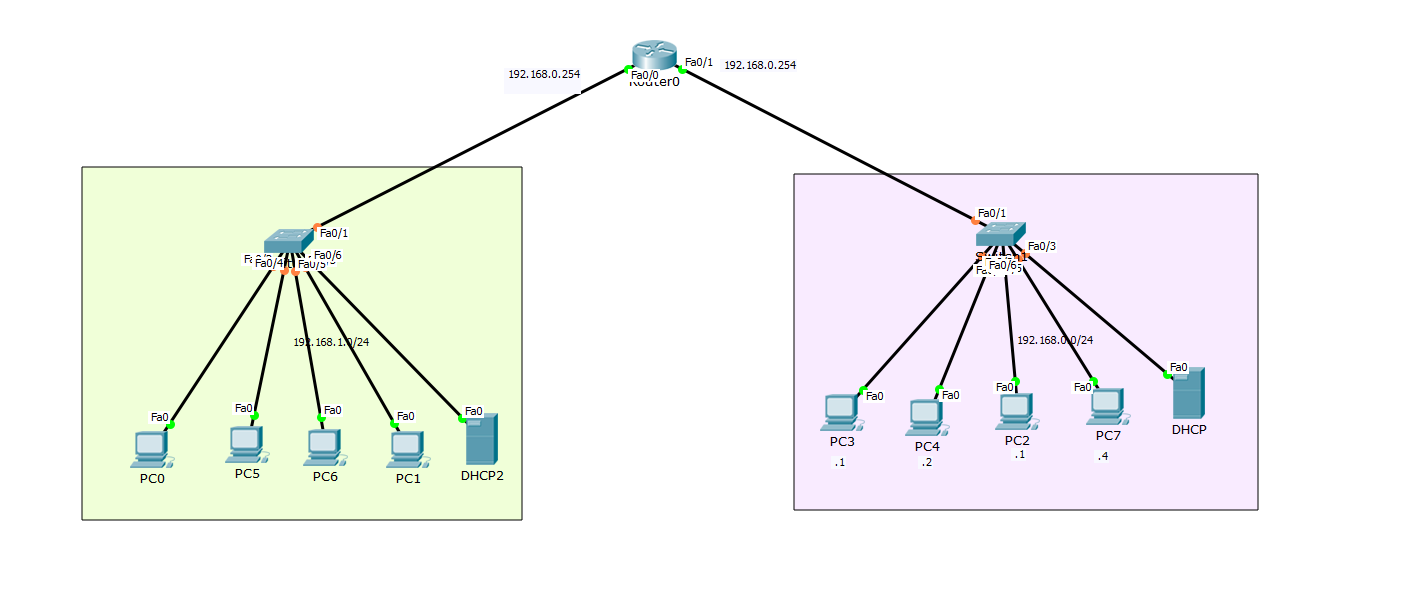 192.168.0.254
Fa0/0
Fa0/1
192.168.0.254
Router0
Fa0/1
Fa0/6
Fa0/4
Fa0/5
192.168.1.0/24
Fa0
Fa0
Fa0
Fa0
Fa0
PC0
PC5
PC6
PC1
DHCP2
Fa0/1
Fa0/3
Fa0/6
192.168.0.0/24
Fa0
Fa0
Fa0
Fa0
Fa0
PC3
PC4
PC2
PC7
DHCP
.1
.2
.1
.4